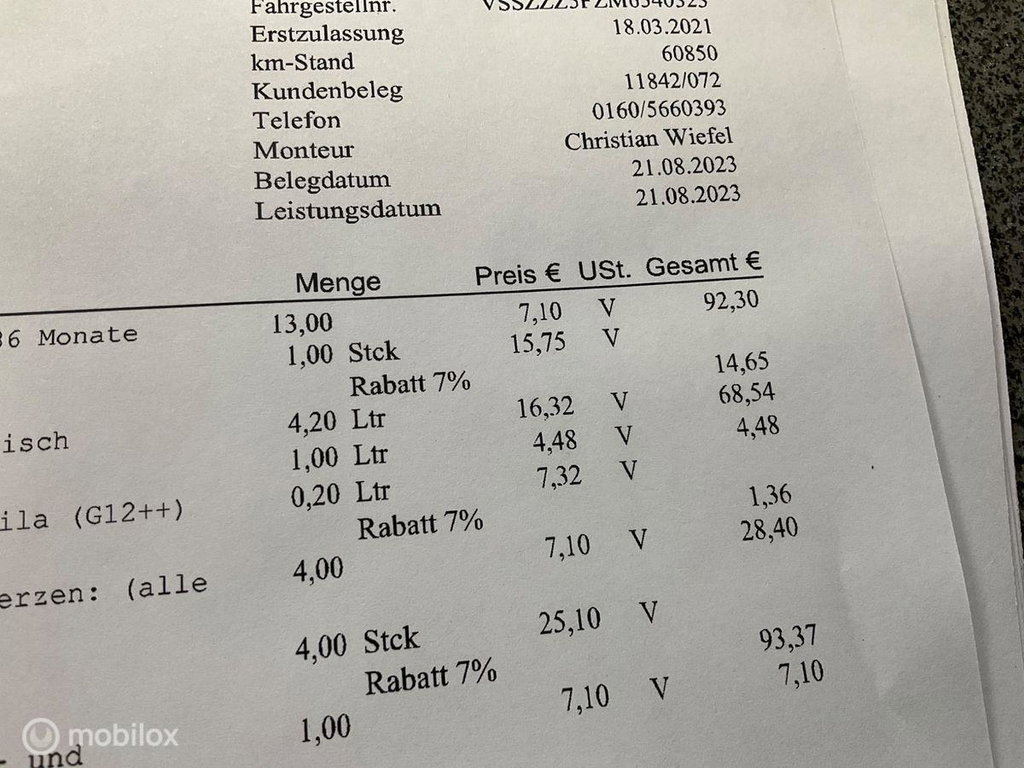 Fahrgestellnr.
Erstzulassung 18.03.2021
km-Stand 60850
Kundenbeleg 11842/072
Telefon 0160/5660393
Monteur Christian Wiefel
Belegdatum 21.08.2023
Leistungsdatum 21.08.2023
Menge Preis € USt. Gesamt €
36 Monate 13,00 7,10 V 92,30
1,00 Stck 15,75 V
Rabatt 7% 14,65
isch 4,20 Ltr 16,32 V 68,54
1,00 Ltr 4,48 V 4,48
ila (G12++) 0,20 Ltr 7,32 V
Rabatt 7% 1,36
erzen: (alle 4,00 7,10 V 28,40
4,00 Stck 25,10 V
Rabatt 7% 93,37
- und 1,00 7,10 V 7,10
mobilox